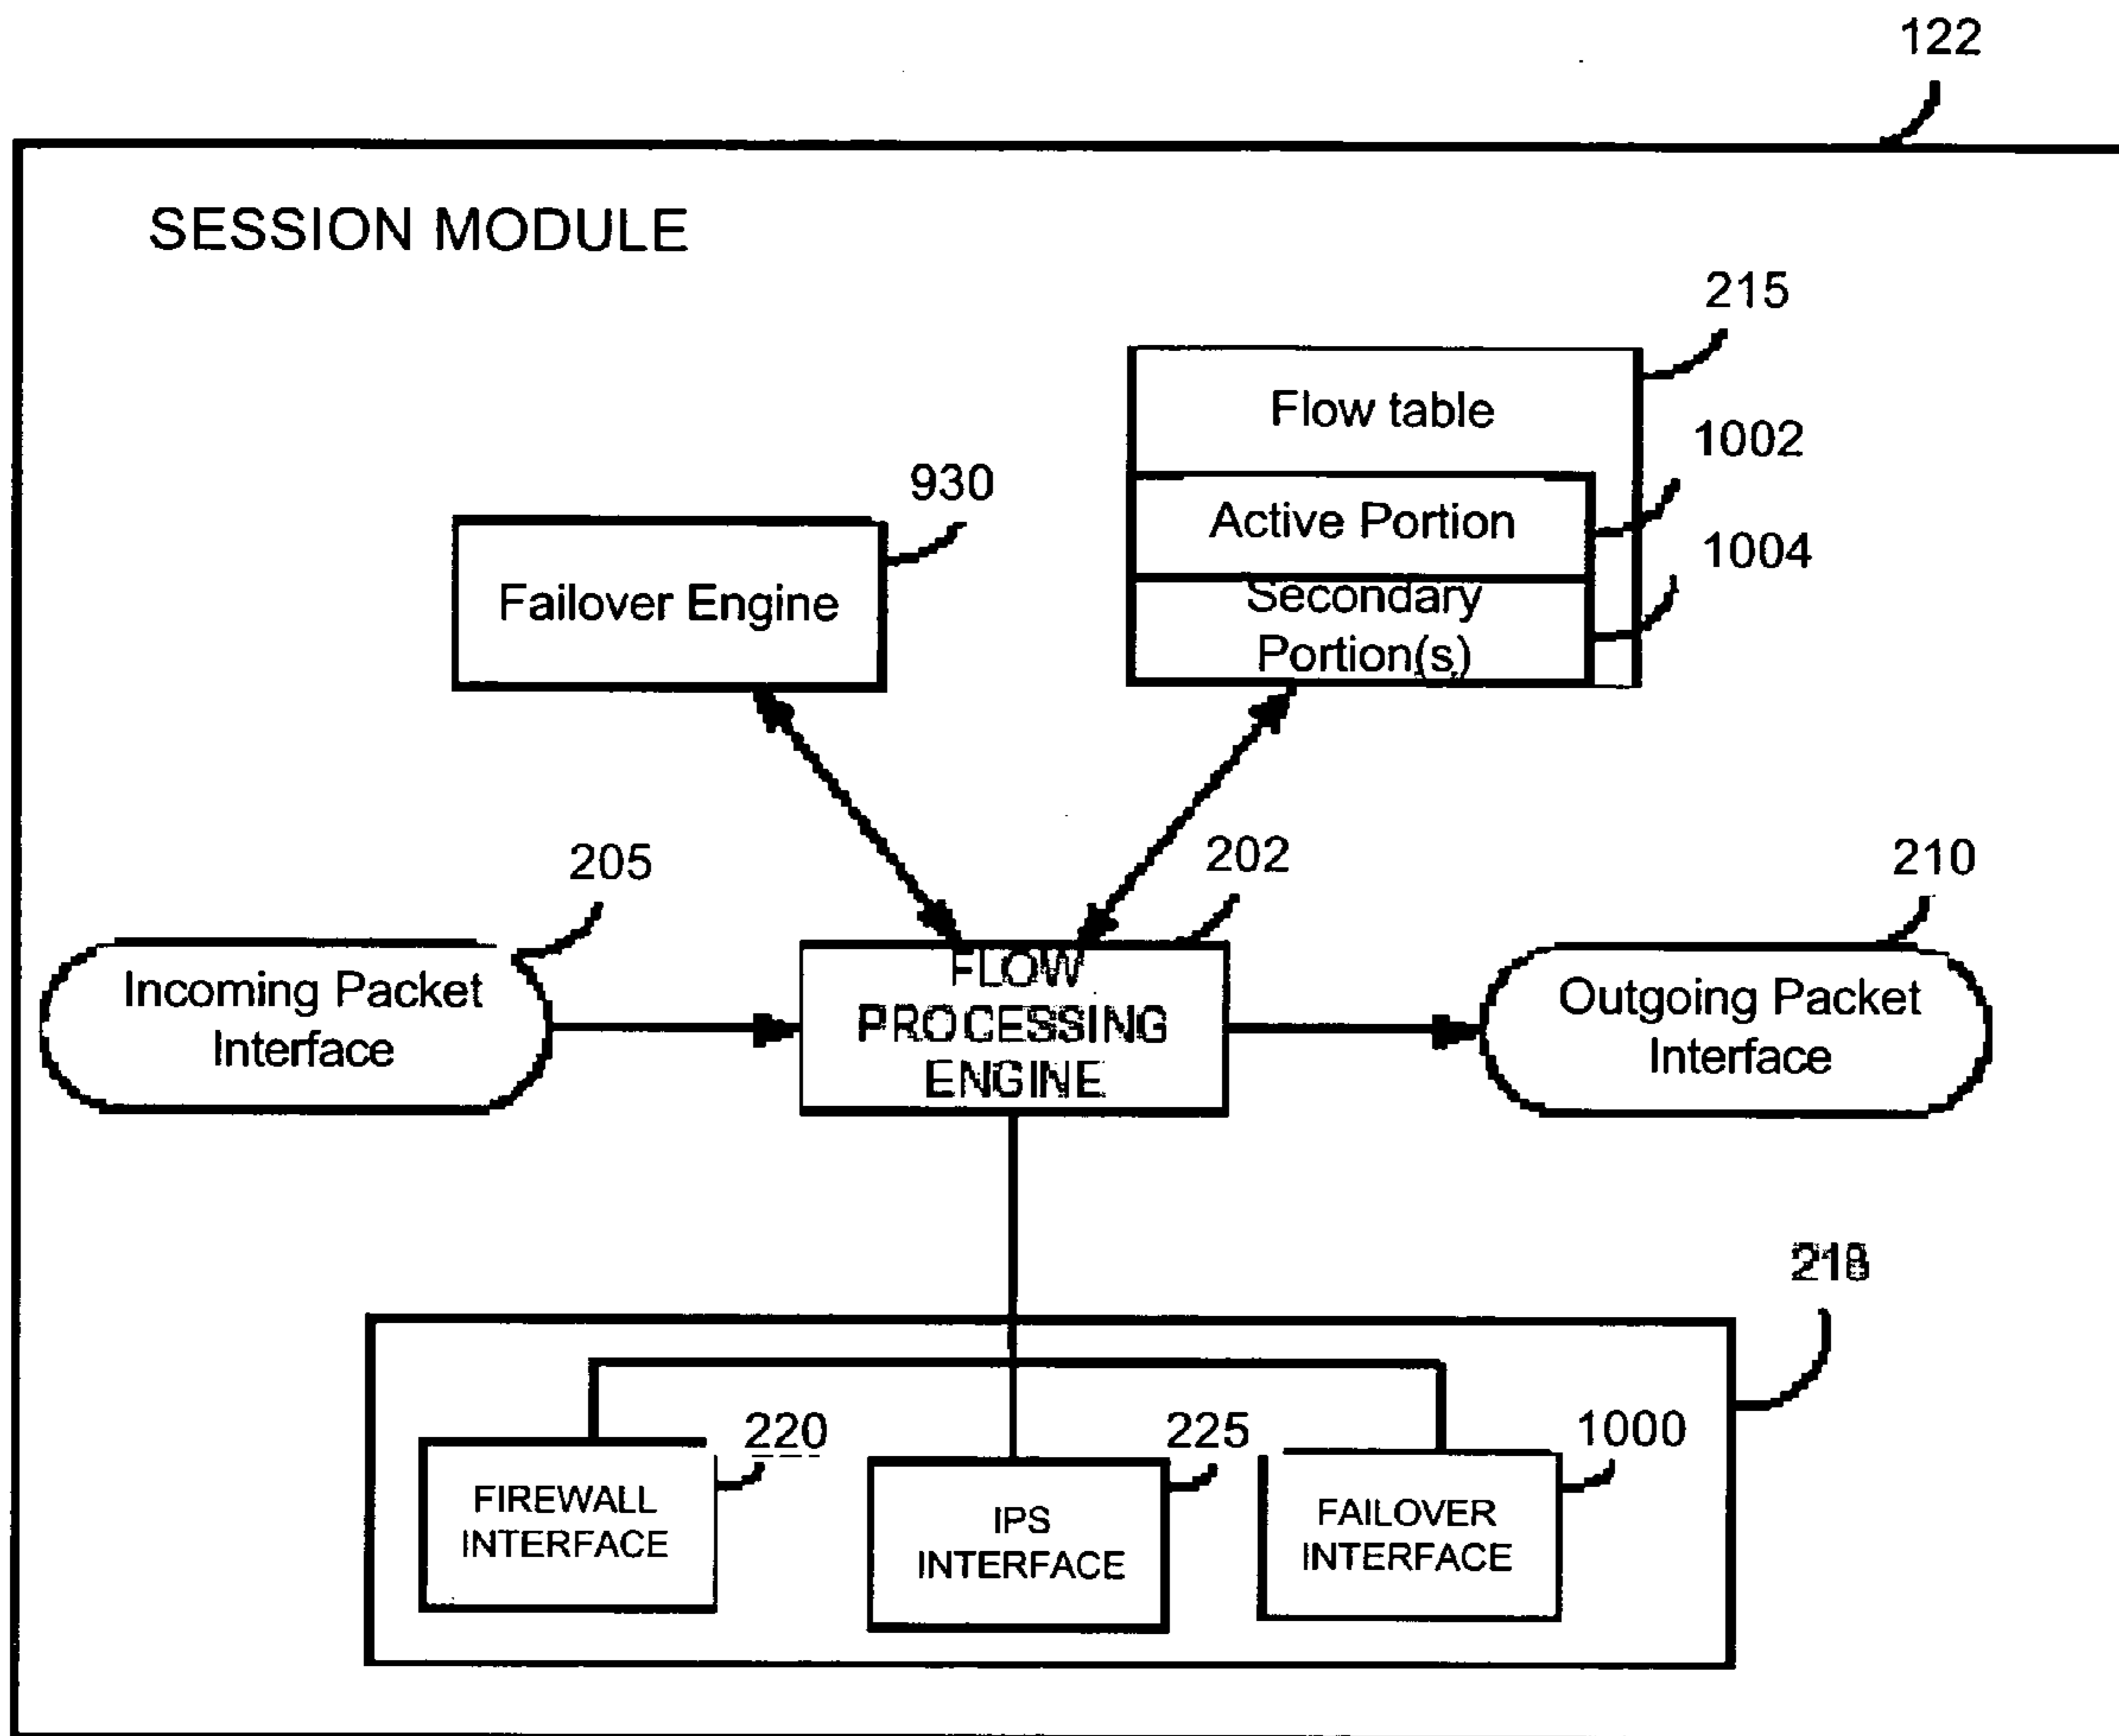 122
SESSION MODULE
215
Flow table
1002
930
Active Portion
1004
Failover Engine
Secondary
Portion(s)
205
202
210
Incoming Packet
Interface
FLOW
PROCESSING
ENGINE
Outgoing Packet
Interface
218
220
225
1000
FIREWALL
INTERFACE
IPS
INTERFACE
FAILOVER
INTERFACE